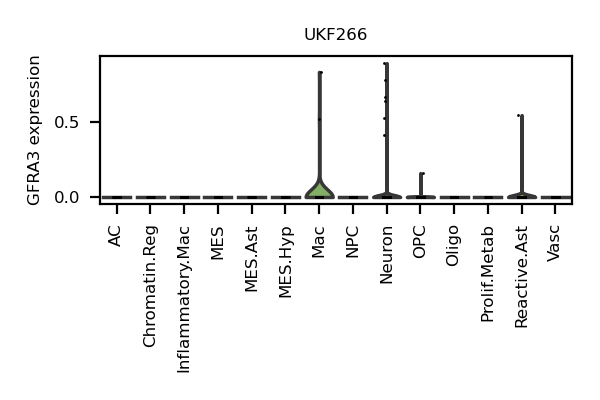 UKF266
GFRA3 expression
0.5
0.0
AC
Chromatin.Reg
Inflammatory.Mac
MES
MES.Ast
MES.Hyp
Mac
NPC
Neuron
OPC
Oligo
Prolif.Metab
Reactive.Ast
Vasc